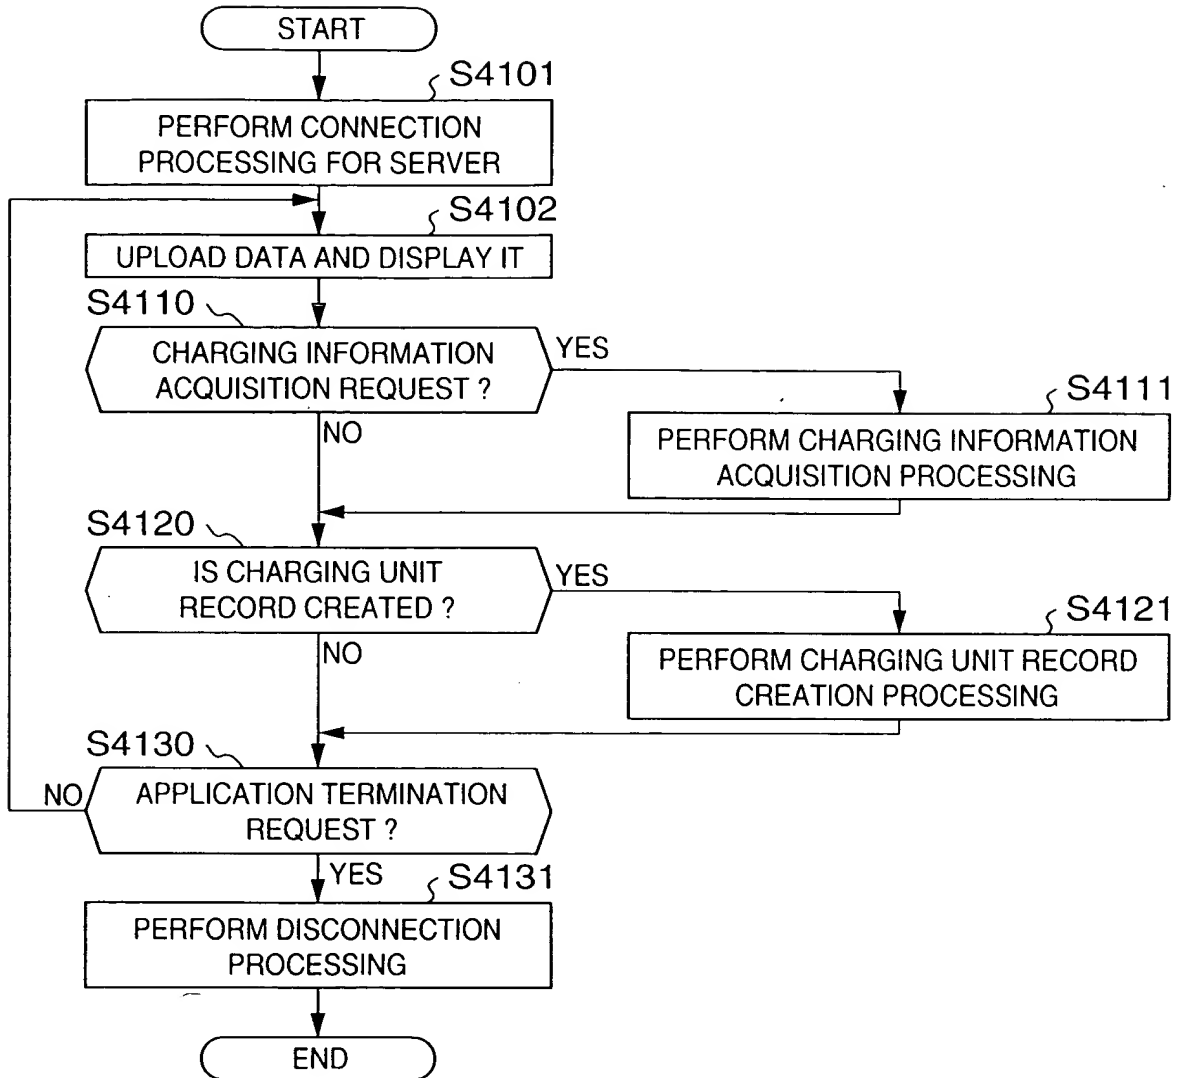 START
S4101
PERFORM CONNECTION
PROCESSING FOR SERVER
S4102
UPLOAD DATA AND DISPLAY IT
S4110
CHARGING INFORMATION
ACQUISITION REQUEST ?
YES
NO
S4111
PERFORM CHARGING INFORMATION
ACQUISITION PROCESSING
S4120
IS CHARGING UNIT
RECORD CREATED ?
YES
NO
S4121
PERFORM CHARGING UNIT RECORD
CREATION PROCESSING
S4130
APPLICATION TERMINATION
REQUEST ?
NO
YES
S4131
PERFORM DISCONNECTION
PROCESSING
END